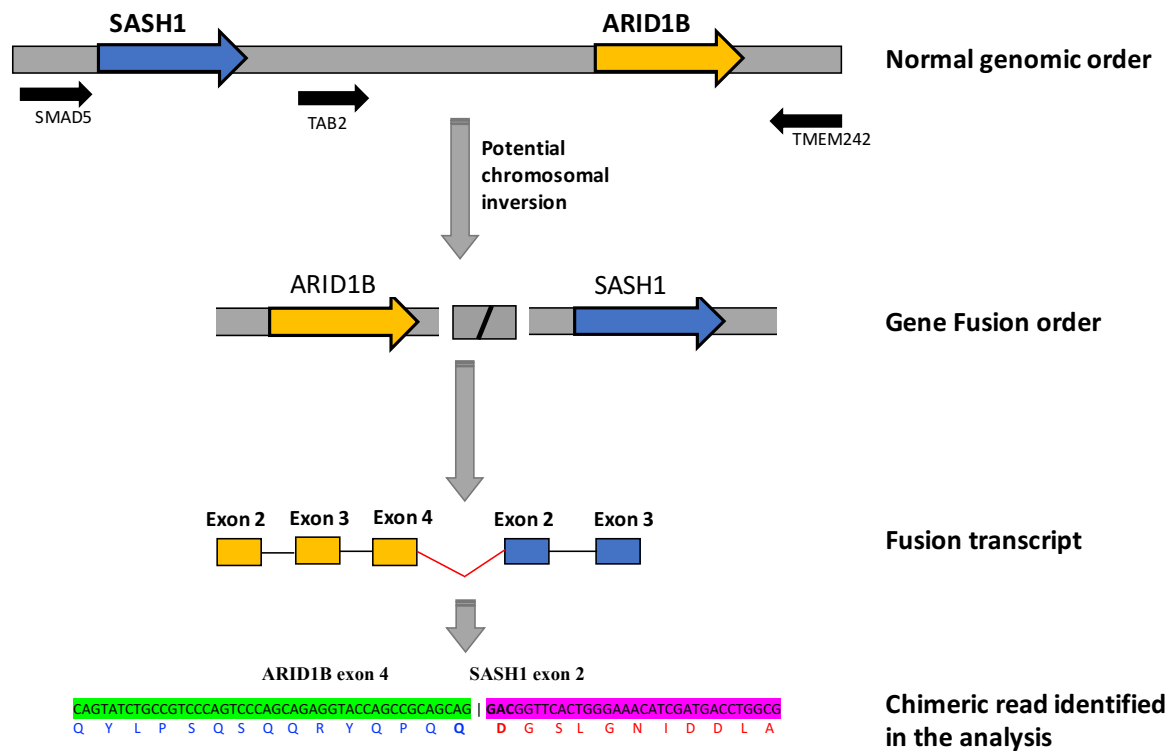 SASH1 ARID1B
Normal genomic order
SMAD5 TAB2 TMEM242
Potential
chromosomal
inversion
ARID1B SASH1
Gene Fusion order
Exon 2 Exon 3 Exon 4 Exon 2 Exon 3
Fusion transcript
ARID1B exon 4 SASH1 exon 2
CAGTATCTGCCGTCCCAGTCCCAGCAGAGGTACCAGCCGCAGCAG | GACGGTTCACTGGGAAACATCGATGACCTGGCG
Q Y L P S Q S Q Q R Y Q P Q Q D G S L G N I D D L A
Chimeric read identified
in the analysis